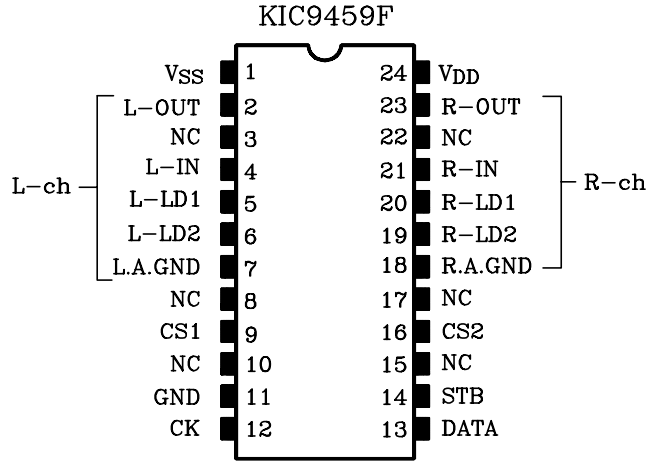 KIC9459F
VSS 1 24 VDD
L-OUT 2 23 R-OUT
NC 3 22 NC
L-IN 4 21 R-IN
L-ch L-LD1 5 20 R-LD1 R-ch
L-LD2 6 19 R-LD2
L.A.GND 7 18 R.A.GND
NC 8 17 NC
CS1 9 16 CS2
NC 10 15 NC
GND 11 14 STB
CK 12 13 DATA